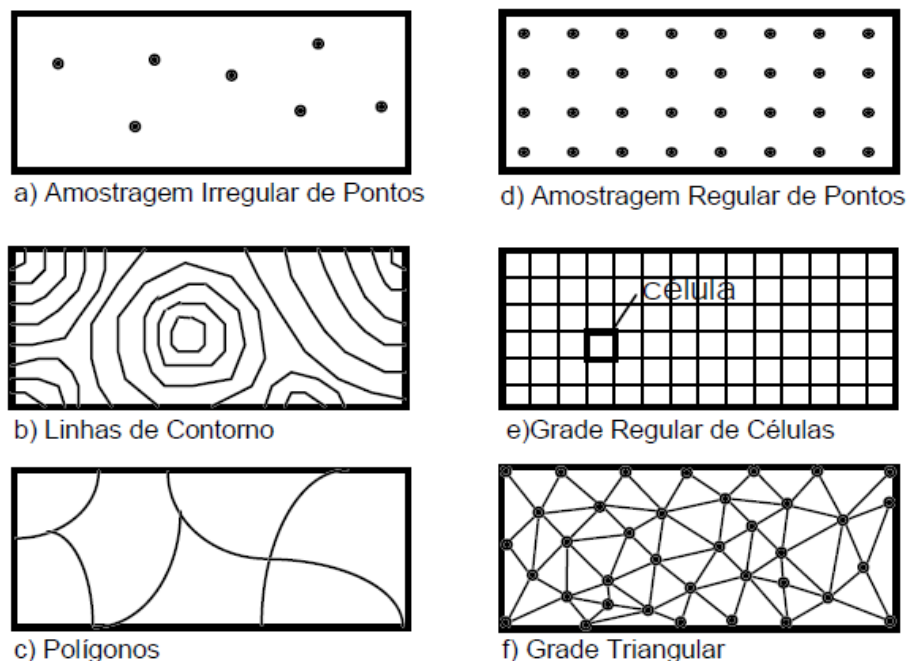 a) Amostragem Irregular de Pontos
d) Amostragem Regular de Pontos
célula
b) Linhas de Contorno
e)Grade Regular de Células
c) Polígonos
f) Grade Triangular